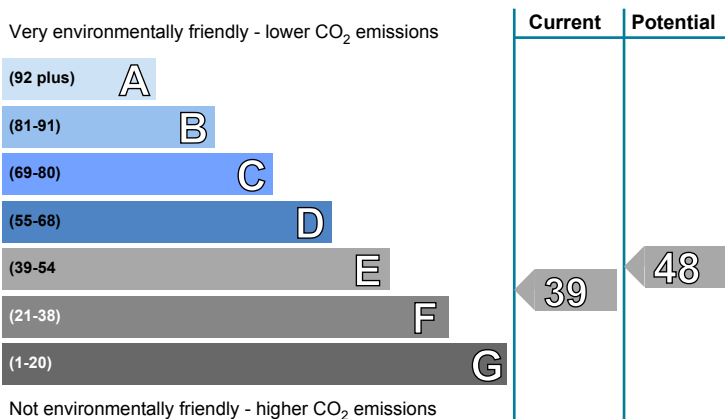 Very environmentally friendly - lower CO2 emissions
Current
Potential
(92 plus) A
(81-91) B
(69-80) C
(55-68) D
(39-54 E
(21-38) F
(1-20) G
39
48
Not environmentally friendly - higher CO2 emissions